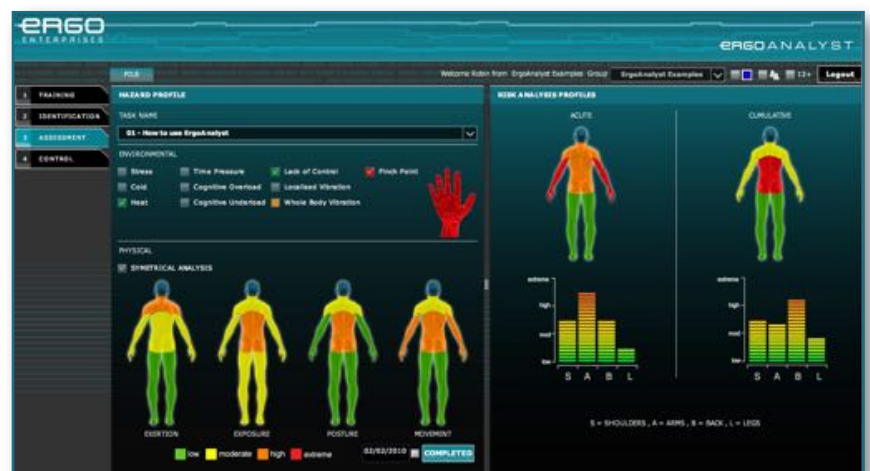 ERGO
ENTERPRISES
ERGOANALYST
FILE
Welcome Robin from ErgoAnalyst Examples Group
ErgoAnalyst Examples
12+
Logout
1 TRAINING
2 IDENTIFICATION
3 ASSESSMENT
4 CONTROL
HAZARD PROFILE
TASK NAME
01 - How to use ErgoAnalyst
ENVIRONMENTAL
Stress Time Pressure Lack of Control Pinch Point
Cold Cognitive Overload Localised Vibration
Heat Cognitive Underload Whole Body Vibration
PHYSICAL
SYMETRICAL ANALYSIS
EXERTION EXPOSURE POSTURE MOVEMENT
low moderate high extreme
02/02/2010 COMPLETED
RISK ANALYSIS PROFILES
ACUTE CUMULATIVE
extreme extreme
high high
mod mod
low low
S A B L S A B L
S = SHOULDERS , A = ARMS , B = BACK , L = LEGS